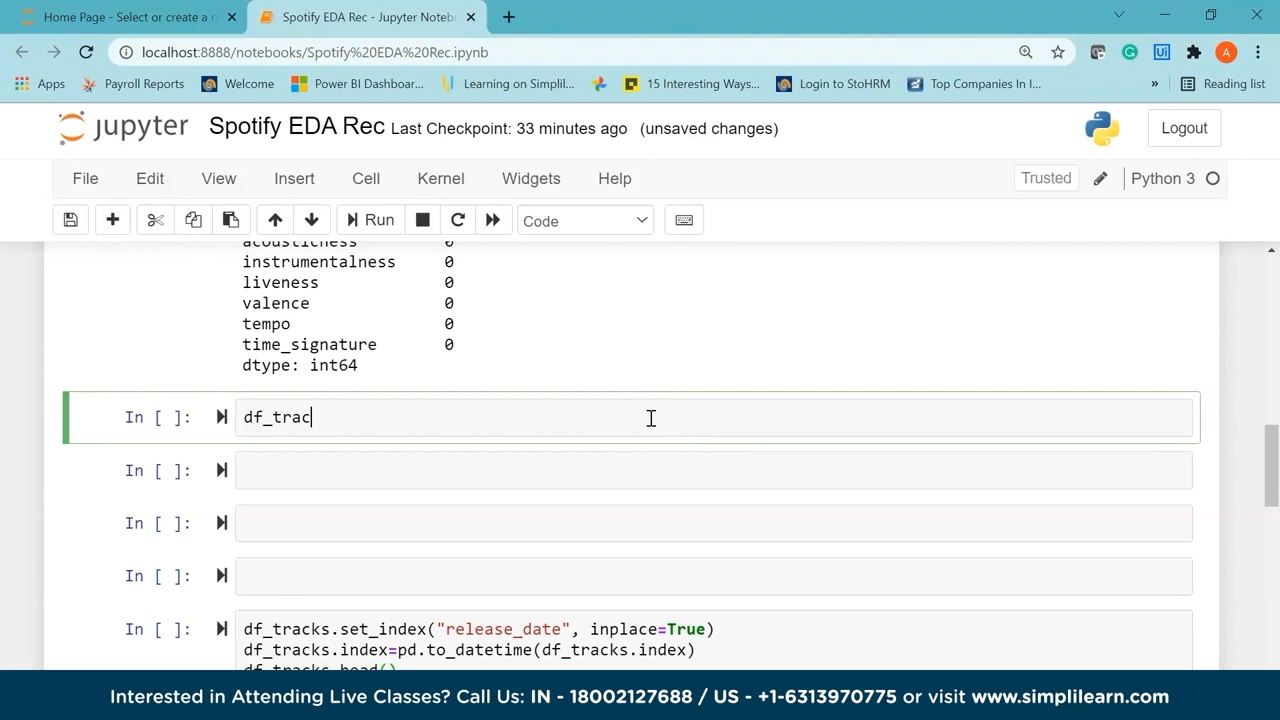 Home Page - Select or create a n
Spotify EDA Rec - Jupyter Notebo
localhost:8888/notebooks/Spotify%20EDA%20Rec.ipynb
A
Apps
Payroll Reports
Welcome
Power BI Dashboar...
Learning on Simplil...
15 Interesting Ways...
Login to StoHRM
Top Companies In I...
»
Reading list
jupyter
Spotify EDA Rec Last Checkpoint: 33 minutes ago (unsaved changes)
Logout
File Edit View Insert Cell Kernel Widgets Help
Trusted
Python 3
Run
Code
acousticness 0
instrumentalness 0
liveness 0
valence 0
tempo 0
time_signature 0
dtype: int64
In [ ]: df_trac
In [ ]:
In [ ]:
In [ ]:
In [ ]: df_tracks.set_index("release_date", inplace=True)
df_tracks.index=pd.to_datetime(df_tracks.index)
df_tracks.head()
Interested in Attending Live Classes? Call Us: IN - 18002127688 / US - +1-6313970775 or visit www.simplilearn.com